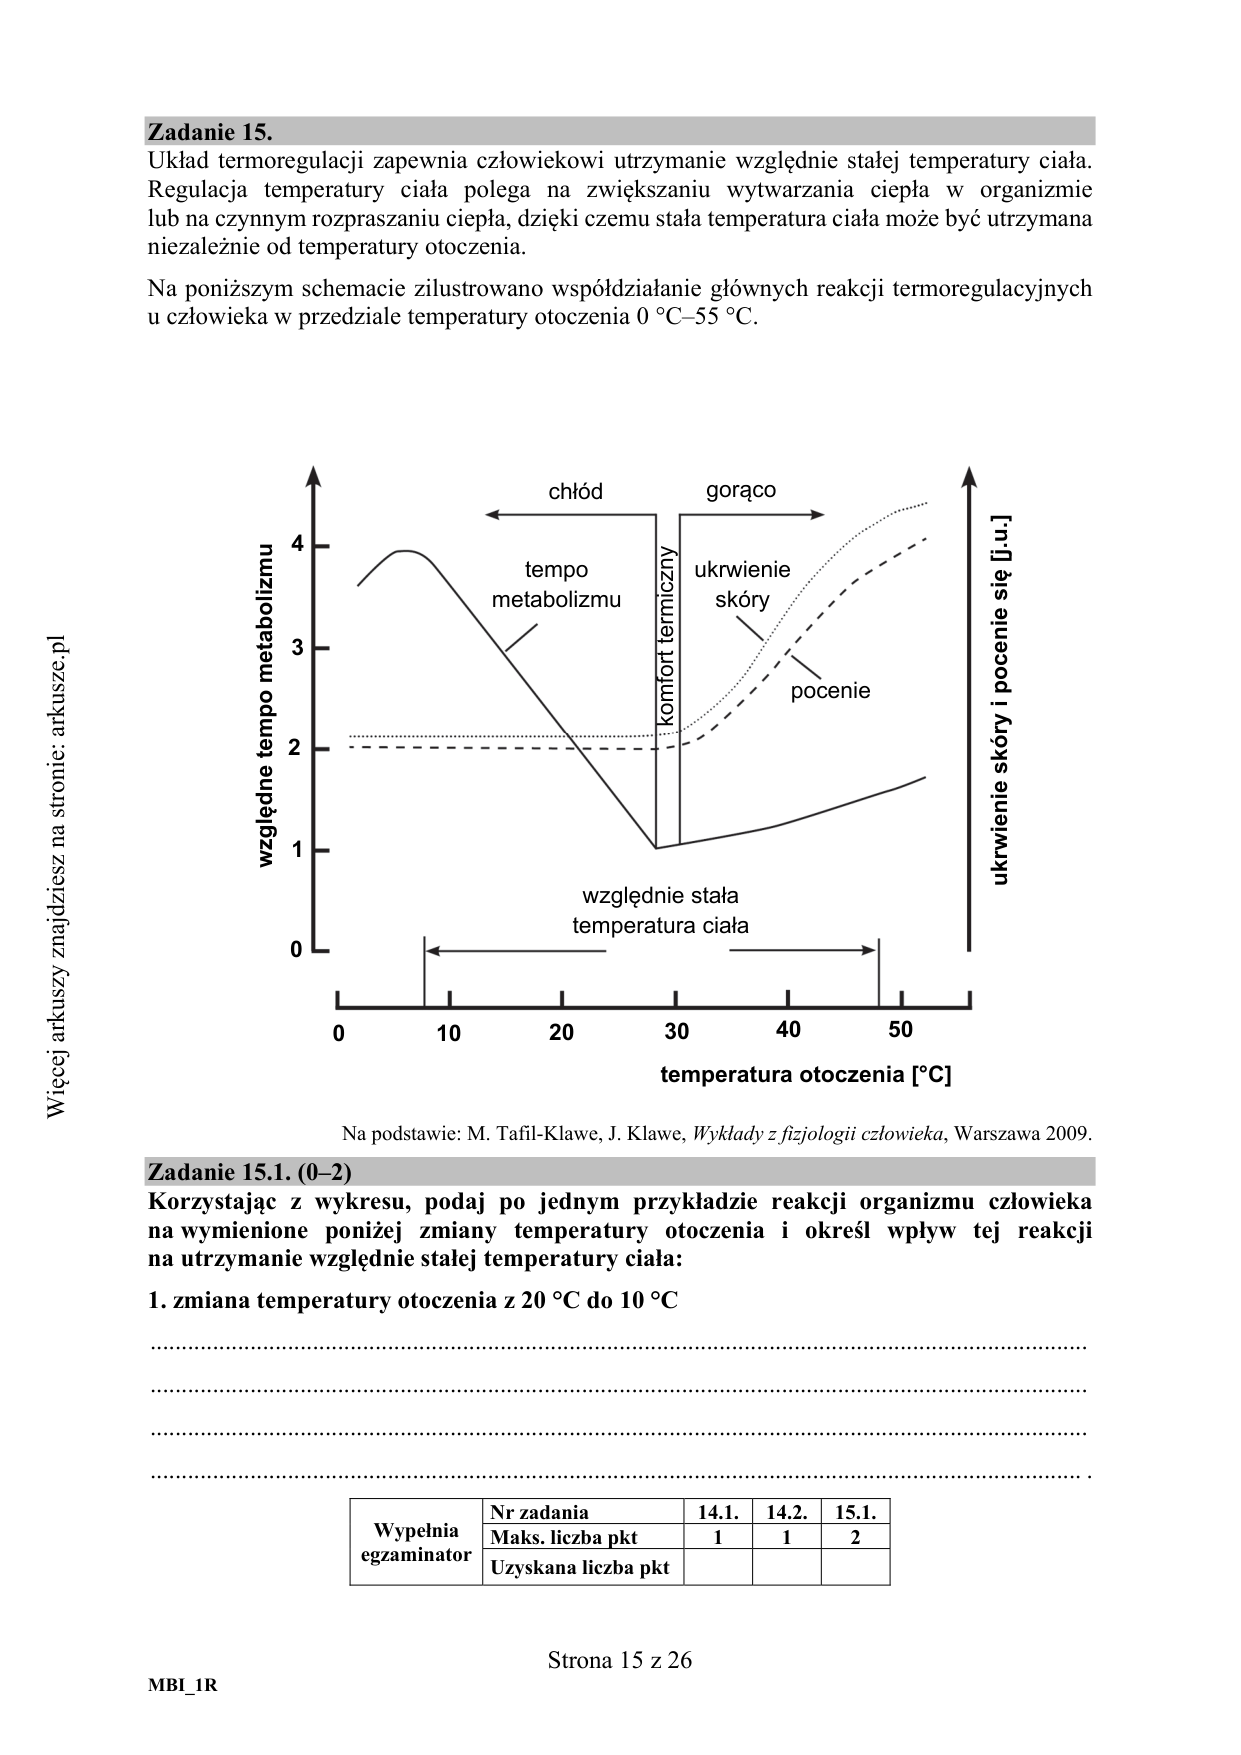 Zadanie 15.
Układ termoregulacji zapewnia człowiekowi utrzymanie względnie stałej temperatury ciała.
Regulacja temperatury ciała polega na zwiększaniu wytwarzania ciepła w organizmie
lub na czynnym rozpraszaniu ciepła, dzięki czemu stała temperatura ciała może być utrzymana
niezależnie od temperatury otoczenia.
Na poniższym schemacie zilustrowano współdziałanie głównych reakcji termoregulacyjnych
u człowieka w przedziale temperatury otoczenia 0 °C–55 °C.
chłód
gorąco
tempo
metabolizmu
komfort termiczny
ukrwienie
skóry
pocenie
względne tempo metabolizmu
4
3
2
1
0
ukrwienie skóry i pocenie się [j.u.]
względnie stała
temperatura ciała
0 10 20 30 40 50
temperatura otoczenia [°C]
Więcej arkuszy znajdziesz na stronie: arkusze.pl
Na podstawie: M. Tafil-Klawe, J. Klawe, Wykłady z fizjologii człowieka, Warszawa 2009.
Zadanie 15.1. (0–2)
Korzystając z wykresu, podaj po jednym przykładzie reakcji organizmu człowieka
na wymienione poniżej zmiany temperatury otoczenia i określ wpływ tej reakcji
na utrzymanie względnie stałej temperatury ciała:
1. zmiana temperatury otoczenia z 20 °C do 10 °C
Wypełnia
egzaminator
Nr zadania 14.1. 14.2. 15.1.
Maks. liczba pkt 1 1 2
Uzyskana liczba pkt
Strona 15 z 26
MBI_1R